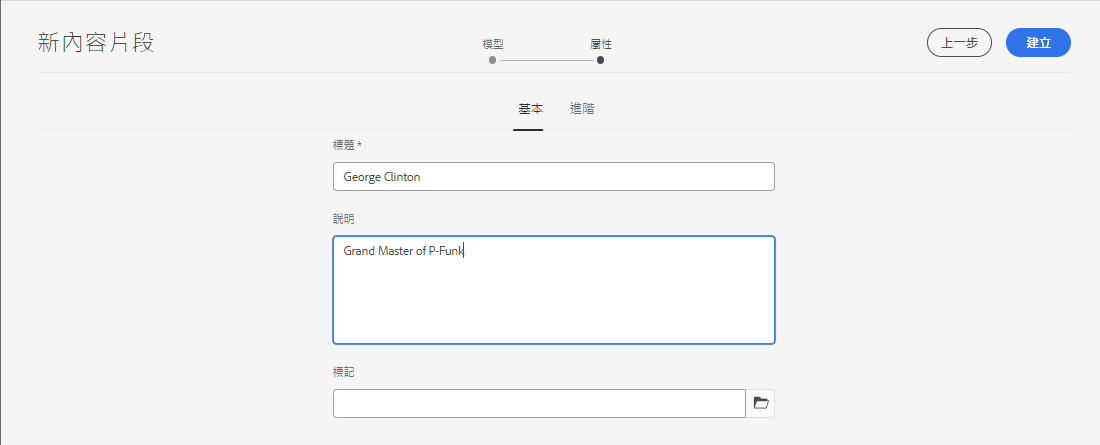 新內容片段
模型
屬性
上一步
建立
基本
進階
標題 *
George Clinton
說明
Grand Master of P-Funk
標記